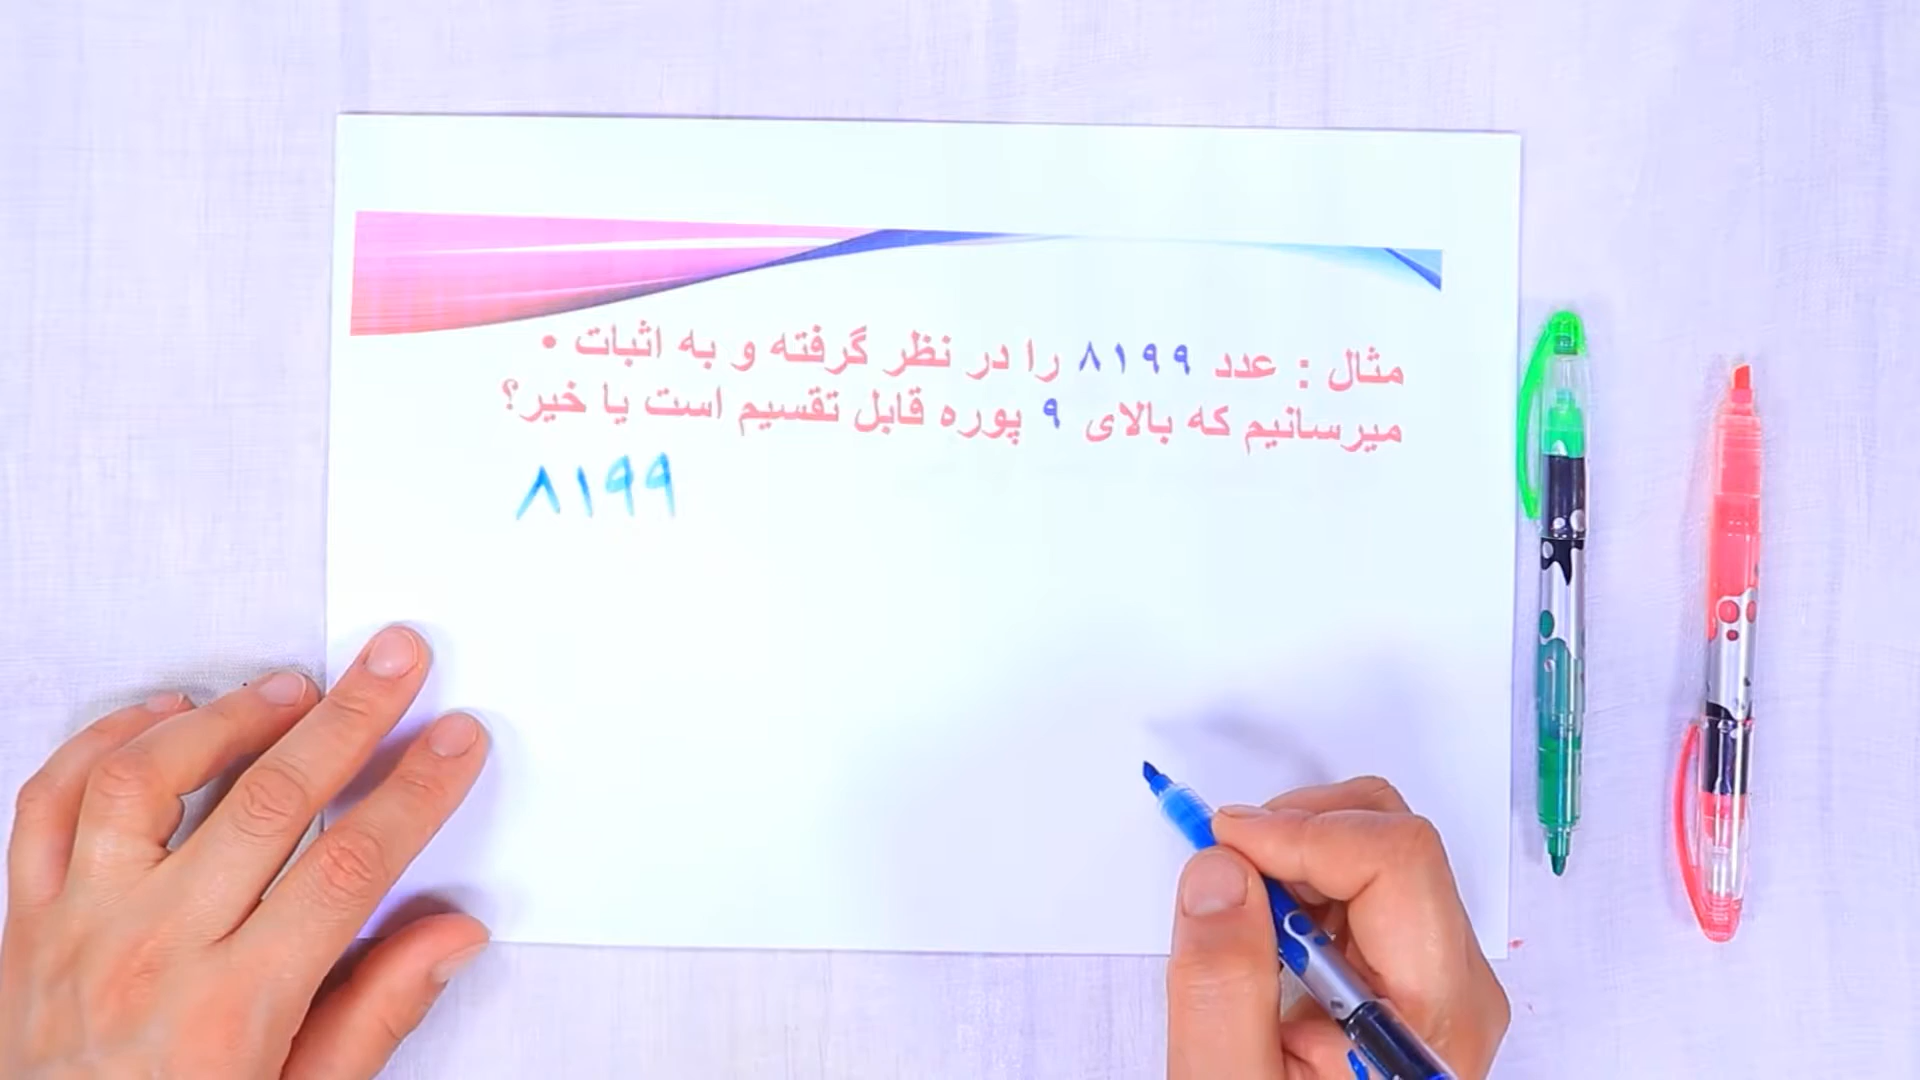 مثال : عدد ۸۱۹۹ را در نظر گرفته و به اثبات •
میرسانیم که بالای ۹ پوره قابل تقسیم است یا خیر؟
۸۱۹۹